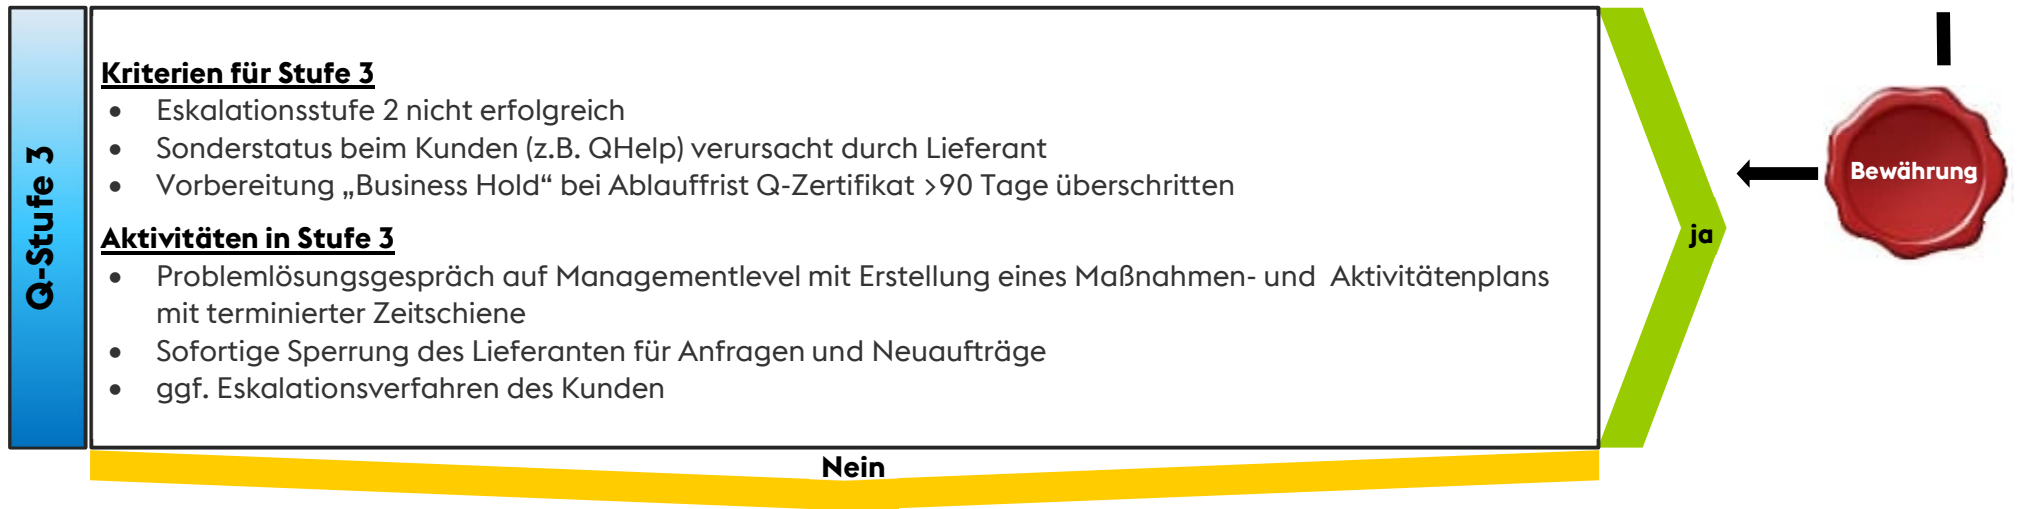 Q-Stufe 3
Kriterien für Stufe 3
• Eskalationsstufe 2 nicht erfolgreich
• Sonderstatus beim Kunden (z.B. QHelp) verursacht durch Lieferant
• Vorbereitung „Business Hold“ bei Ablauffrist Q-Zertifikat >90 Tage überschritten
Aktivitäten in Stufe 3
• Problemlösungsgespräch auf Managementlevel mit Erstellung eines Maßnahmen- und Aktivitätenplans
mit terminierter Zeitschiene
• Sofortige Sperrung des Lieferanten für Anfragen und Neuaufträge
• ggf. Eskalationsverfahren des Kunden
ja
Bewährung
Nein